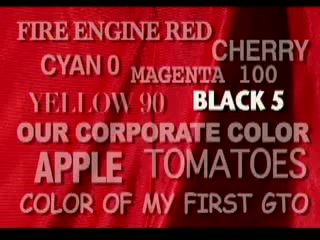 FIRE ENGINE RED
CHERRY
CYAN 0
MAGENTA 100
YELLOW 90
BLACK 5
OUR CORPORATE COLOR
APPLE
TOMATOES
COLOR OF MY FIRST GTO